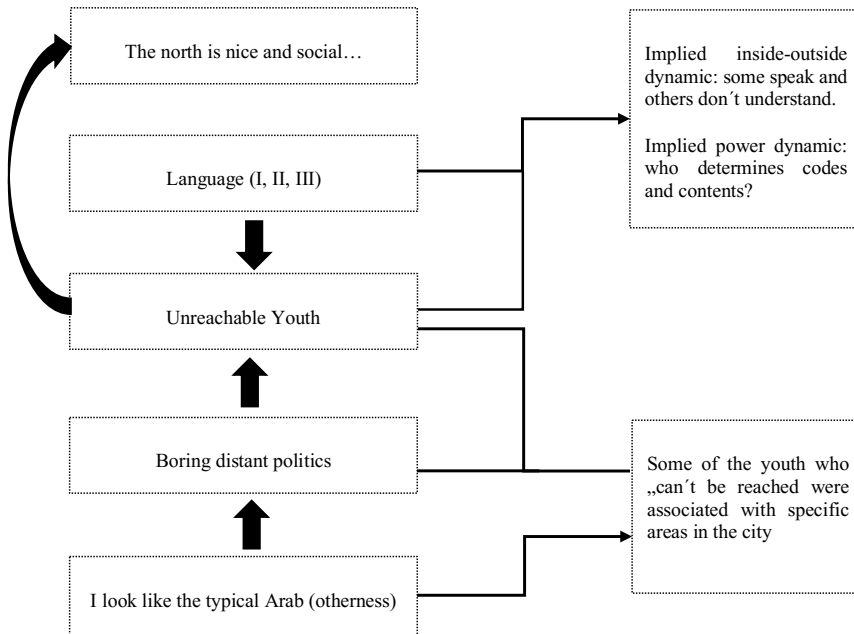 The north is nice and social…
Language (I, II, III)
Unreachable Youth
Boring distant politics
I look like the typical Arab (otherness)
Implied inside-outside
dynamic: some speak and
others don´t understand.
Implied power dynamic:
who determines codes
and contents?
Some of the youth who
„can´t be reached were
associated with specific
areas in the city